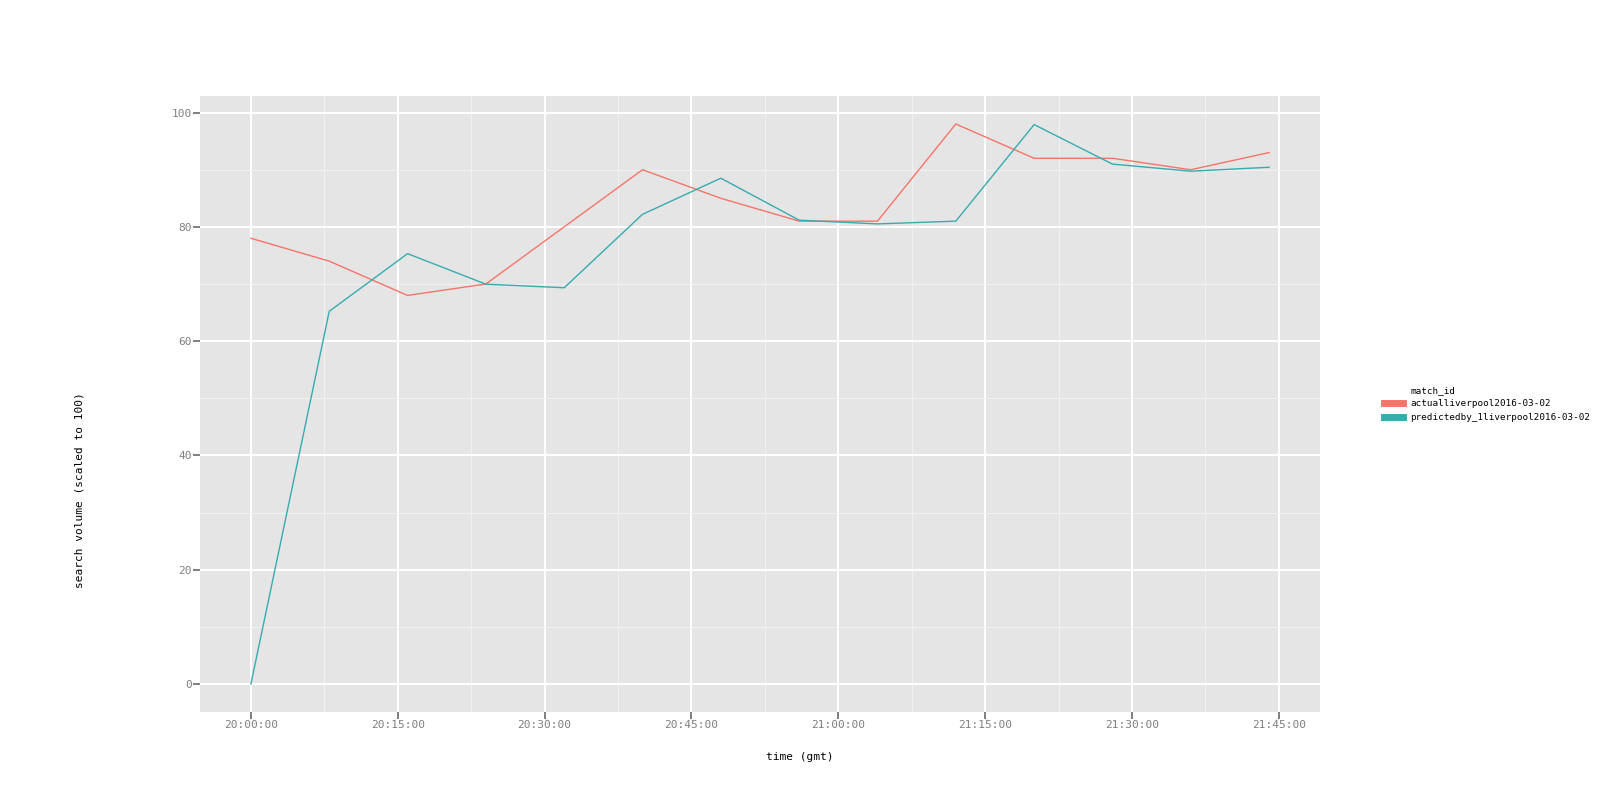 100
80
60
40
20
0
search volume (scaled to 100)
20:00:00 20:15:00 20:30:00 20:45:00 21:00:00 21:15:00 21:30:00 21:45:00
time (gmt)
match_id
actualliverpool2016-03-02
predictedby_1liverpool2016-03-02